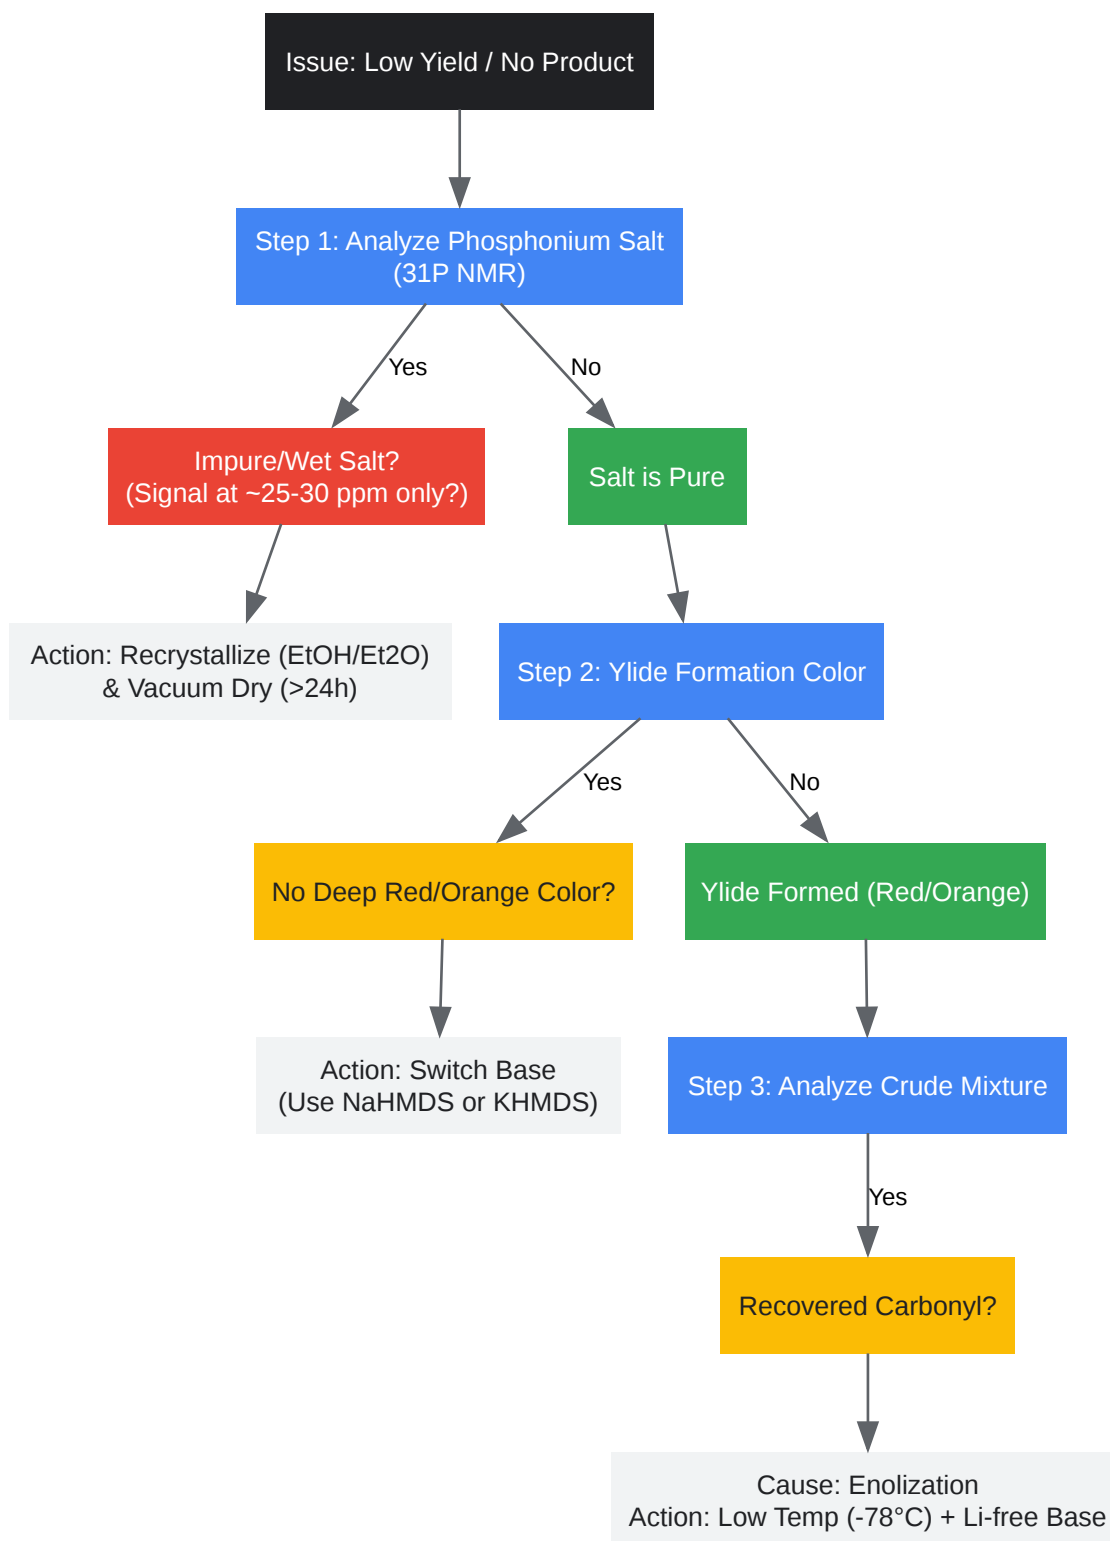 Issue: Low Yield / No Product
Step 1: Analyze Phosphonium Salt
(31P NMR)
Yes
No
Impure/Wet Salt?
(Signal at ~25-30 ppm only?)
Salt is Pure
Action: Recrystallize (EtOH/Et2O)
& Vacuum Dry (>24h)
Step 2: Ylide Formation Color
Yes
No
No Deep Red/Orange Color?
Ylide Formed (Red/Orange)
Action: Switch Base
(Use NaHMDS or KHMDS)
Step 3: Analyze Crude Mixture
Yes
Recovered Carbonyl?
Cause: Enolization
Action: Low Temp (-78°C) + Li-free Base